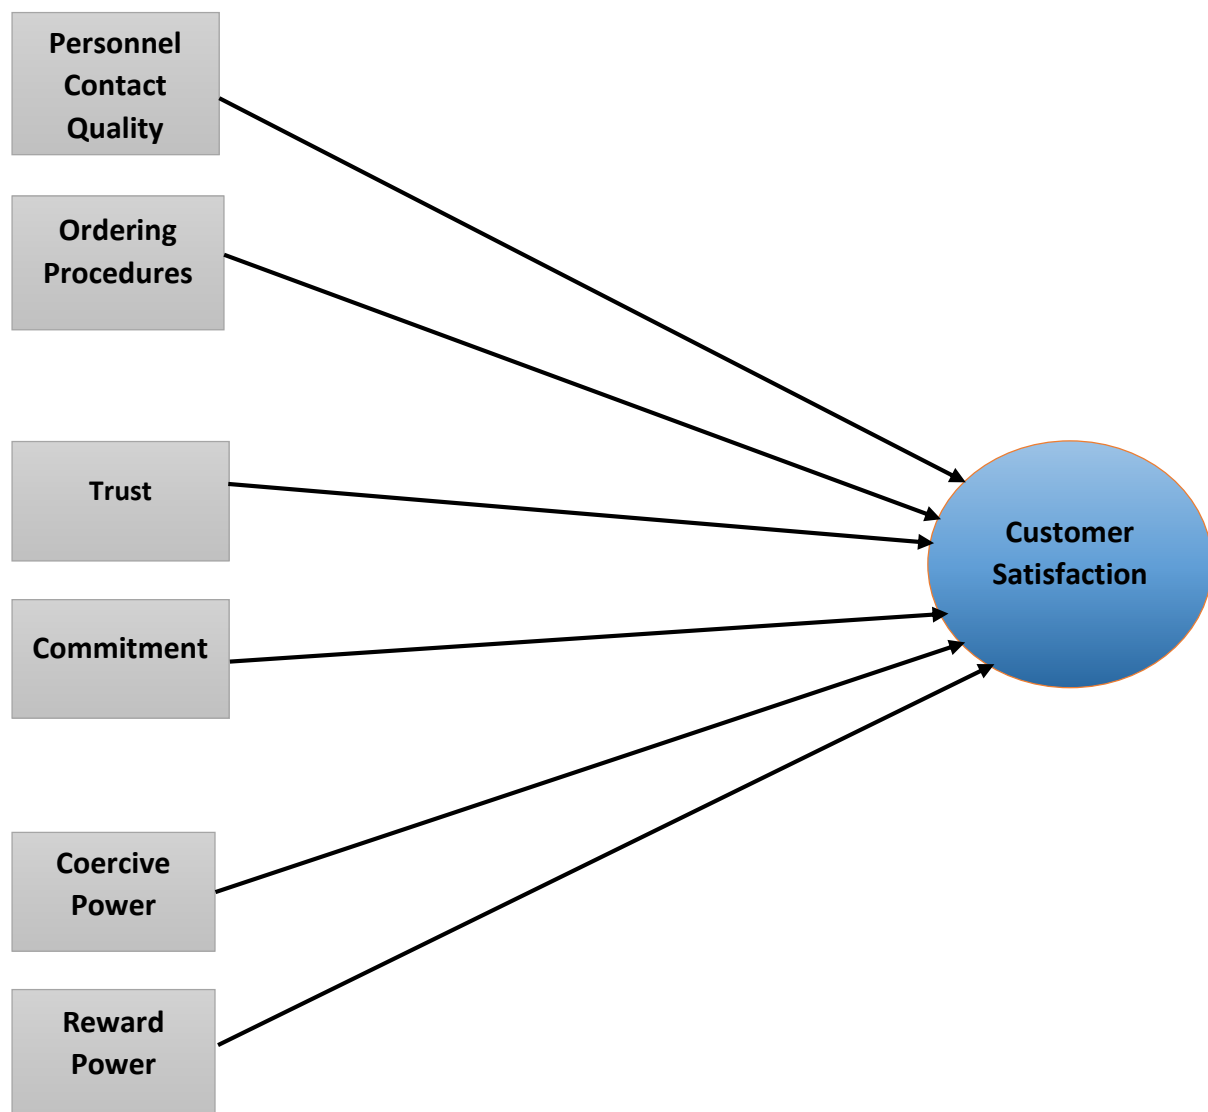 Personnel
Contact
Quality
Ordering
Procedures
Trust
Commitment
Coercive
Power
Reward
Power
Customer
Satisfaction